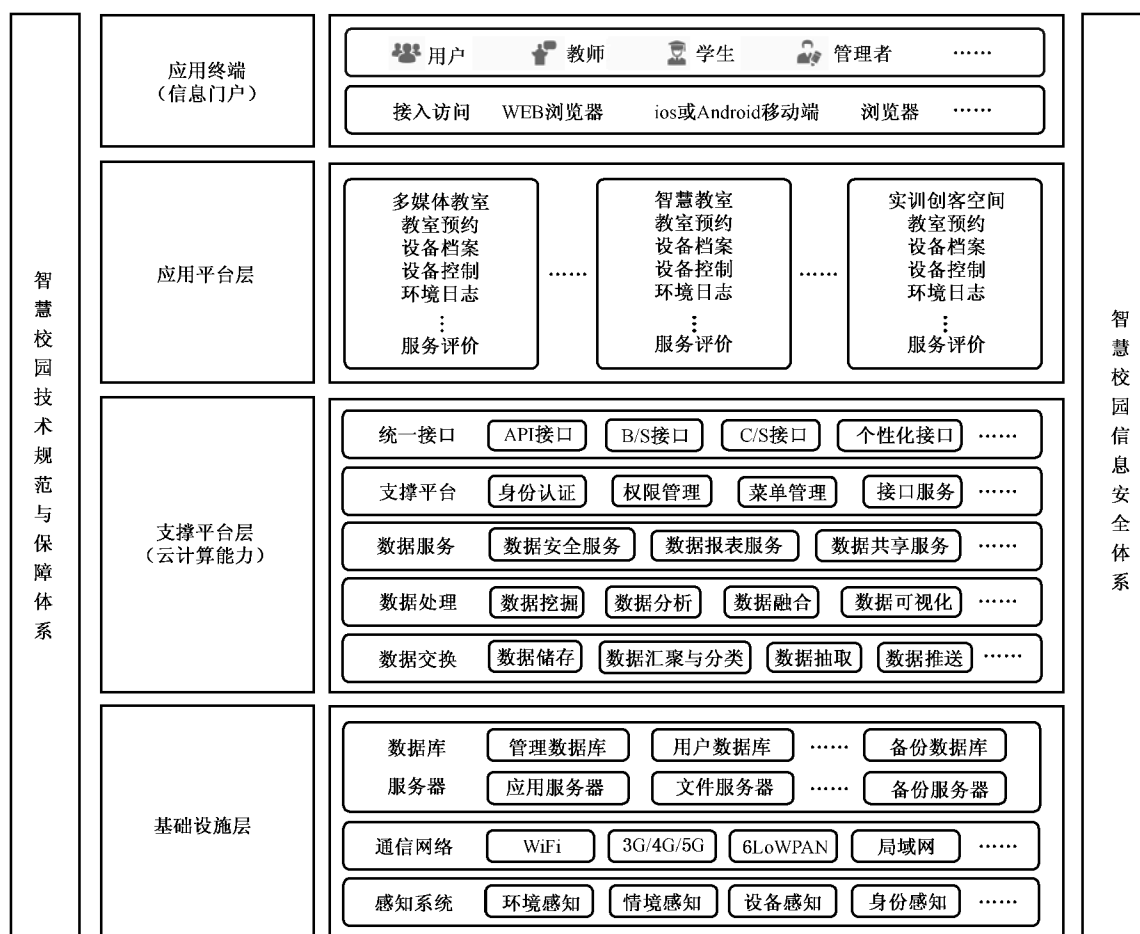 智慧校园技术规范与保障体系
应用终端
（信息门户）
用户 教师 学生 管理者 ……
接入访问 WEB浏览器 ios或Android移动端 浏览器 ……
应用平台层
多媒体教室
教室预约
设备档案
设备控制
环境日志
⋮
服务评价
……
智慧教室
教室预约
设备档案
设备控制
环境日志
⋮
服务评价
……
实训创客空间
教室预约
设备档案
设备控制
环境日志
⋮
服务评价
支撑平台层
（云计算能力）
统一接口 API接口 B/S接口 C/S接口 个性化接口 ……
支撑平台 身份认证 权限管理 菜单管理 接口服务 ……
数据服务 数据安全服务 数据报表服务 数据共享服务 ……
数据处理 数据挖掘 数据分析 数据融合 数据可视化 ……
数据交换 数据储存 数据汇聚与分类 数据抽取 数据推送 ……
基础设施层
数据库 管理数据库 用户数据库 …… 备份数据库
服务器 应用服务器 文件服务器 …… 备份服务器
通信网络 WiFi 3G/4G/5G 6LoWPAN 局域网 ……
感知系统 环境感知 情境感知 设备感知 身份感知 ……
智慧校园信息安全体系